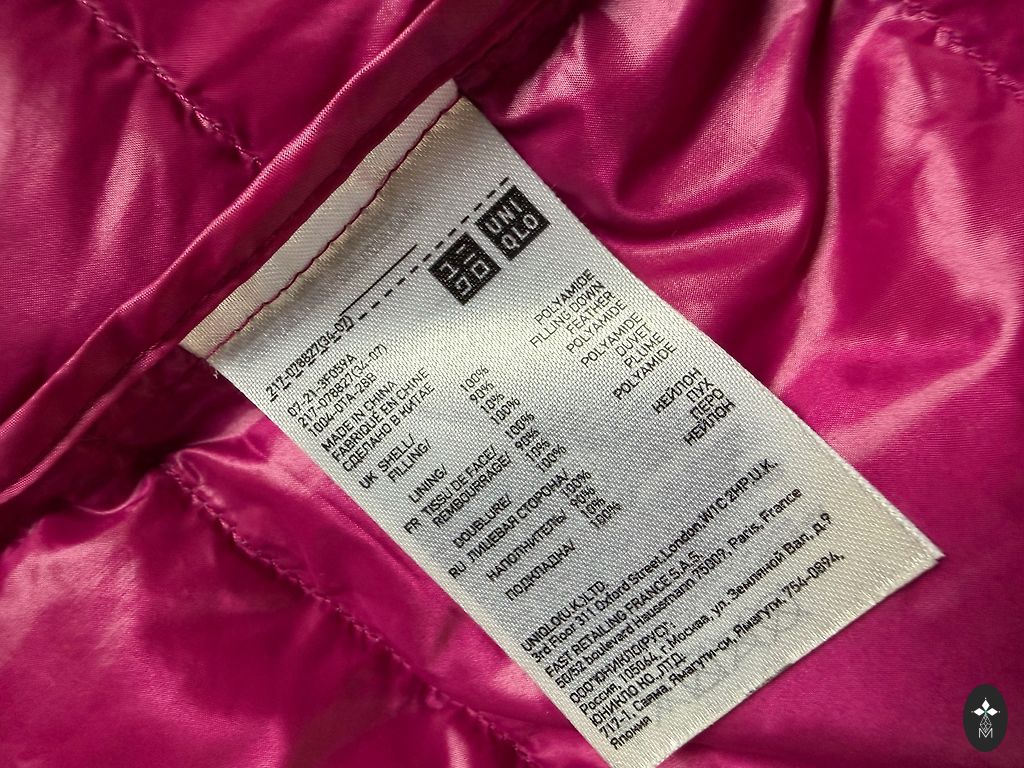 UNI
QLO
217-078827(34-07)
07-21-3F059A
217-078827(34-07)
1004-07A-2BB
MADE IN CHINA
FABRIQUE EN CHINE
СДЕЛАНО В КИТАЕ
UK SHELL/ 100% POLYAMIDE
FILLING/ 90% FILLING DOWN
10% FEATHER
LINING/ 100% POLYAMIDE
FR TISSU DE FACE/ 100% POLYAMIDE
REMBOURRAGE/ 90% DUVET
10% PLUME
DOUBLURE/ 100% POLYAMIDE
RU ЛИЦЕВАЯ СТОРОНА/ 100% НЕЙЛОН
НАПОЛНИТЕЛЬ/ 90% ПУХ
10% ПЕРО
ПОДКЛАДКА/ 100% НЕЙЛОН
UNIQLO(U.K.)LTD.
3rd Floor 311 Oxford Street,London,W1C 2HP,U.K.
FAST RETAILING FRANCE S.A.S.
50/52 boulevard Haussmann 75009, Paris, France
ООО"ЮНИКЛО(РУС)":
Россия, 105064, г.Москва, ул. Земляной Вал, д.9
ЮНИКЛО КО.,ЛТД.
717-1, Саяма, Ямагути-си, Ямагути, 754-0894,
Япония
M